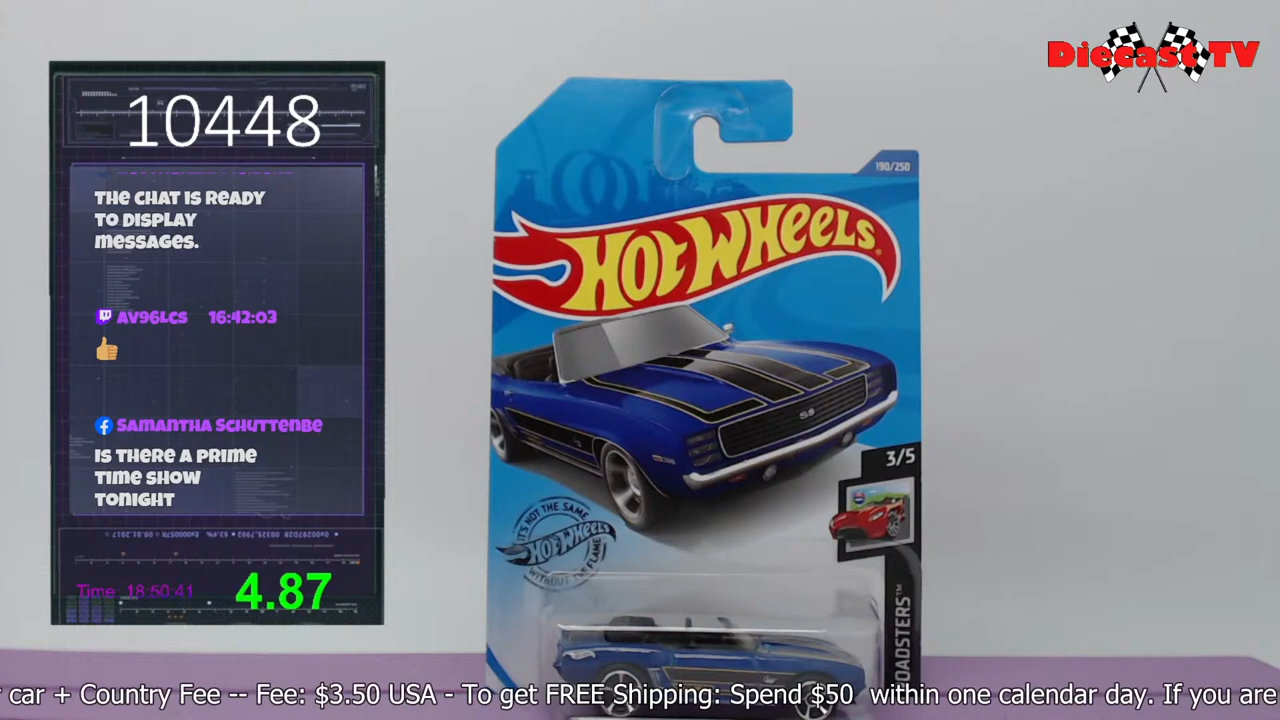 Diecast TV
10448
THE CHAT IS READY
TO DISPLAY
MESSAGES.
AV96LCS 16:42:03
SAMANTHA SCHUTTENBE
IS THERE A PRIME
TIME SHOW
TONIGHT
Time: 18:50:41
4.87
190/250
HOT WHEELS
SS
3/5
IT'S NOT THE SAME
HOT WHEELS
WITHOUT THE FLAME
OADSTERS™
car + Country Fee -- Fee: $3.50 USA - To get FREE Shipping: Spend $50 within one calendar day. If you are